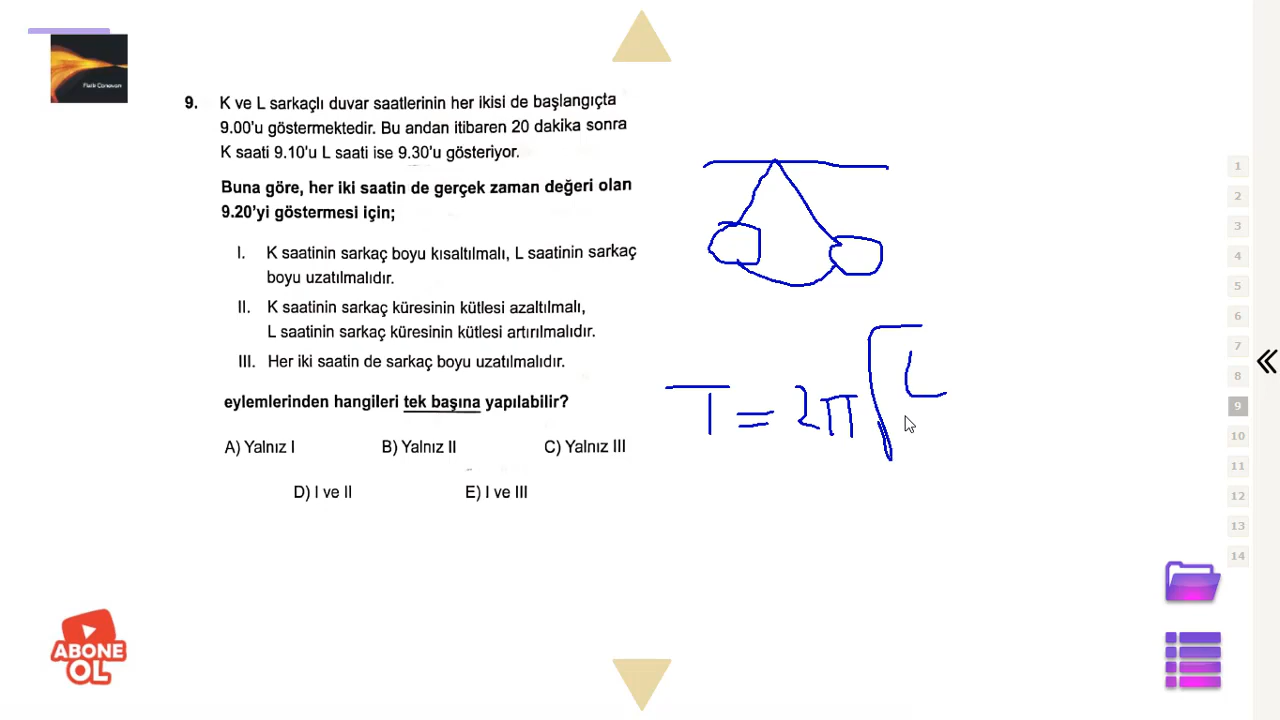 Fizik Canavarı
9. K ve L sarkaçlı duvar saatlerinin her ikisi de başlangıçta
9.00'u göstermektedir. Bu andan itibaren 20 dakika sonra
K saati 9.10'u L saati ise 9.30'u gösteriyor.
Buna göre, her iki saatin de gerçek zaman değeri olan
9.20'yi göstermesi için;
I. K saatinin sarkaç boyu kısaltılmalı, L saatinin sarkaç
boyu uzatılmalıdır.
II. K saatinin sarkaç küresinin kütlesi azaltılmalı,
L saatinin sarkaç küresinin kütlesi artırılmalıdır.
III. Her iki saatin de sarkaç boyu uzatılmalıdır.
eylemlerinden hangileri tek başına yapılabilir?
A) Yalnız I B) Yalnız II C) Yalnız III
D) I ve II E) I ve III
T = 2π√L
1
2
3
4
5
6
7
8
9
10
11
12
13
14
ABONE
OL